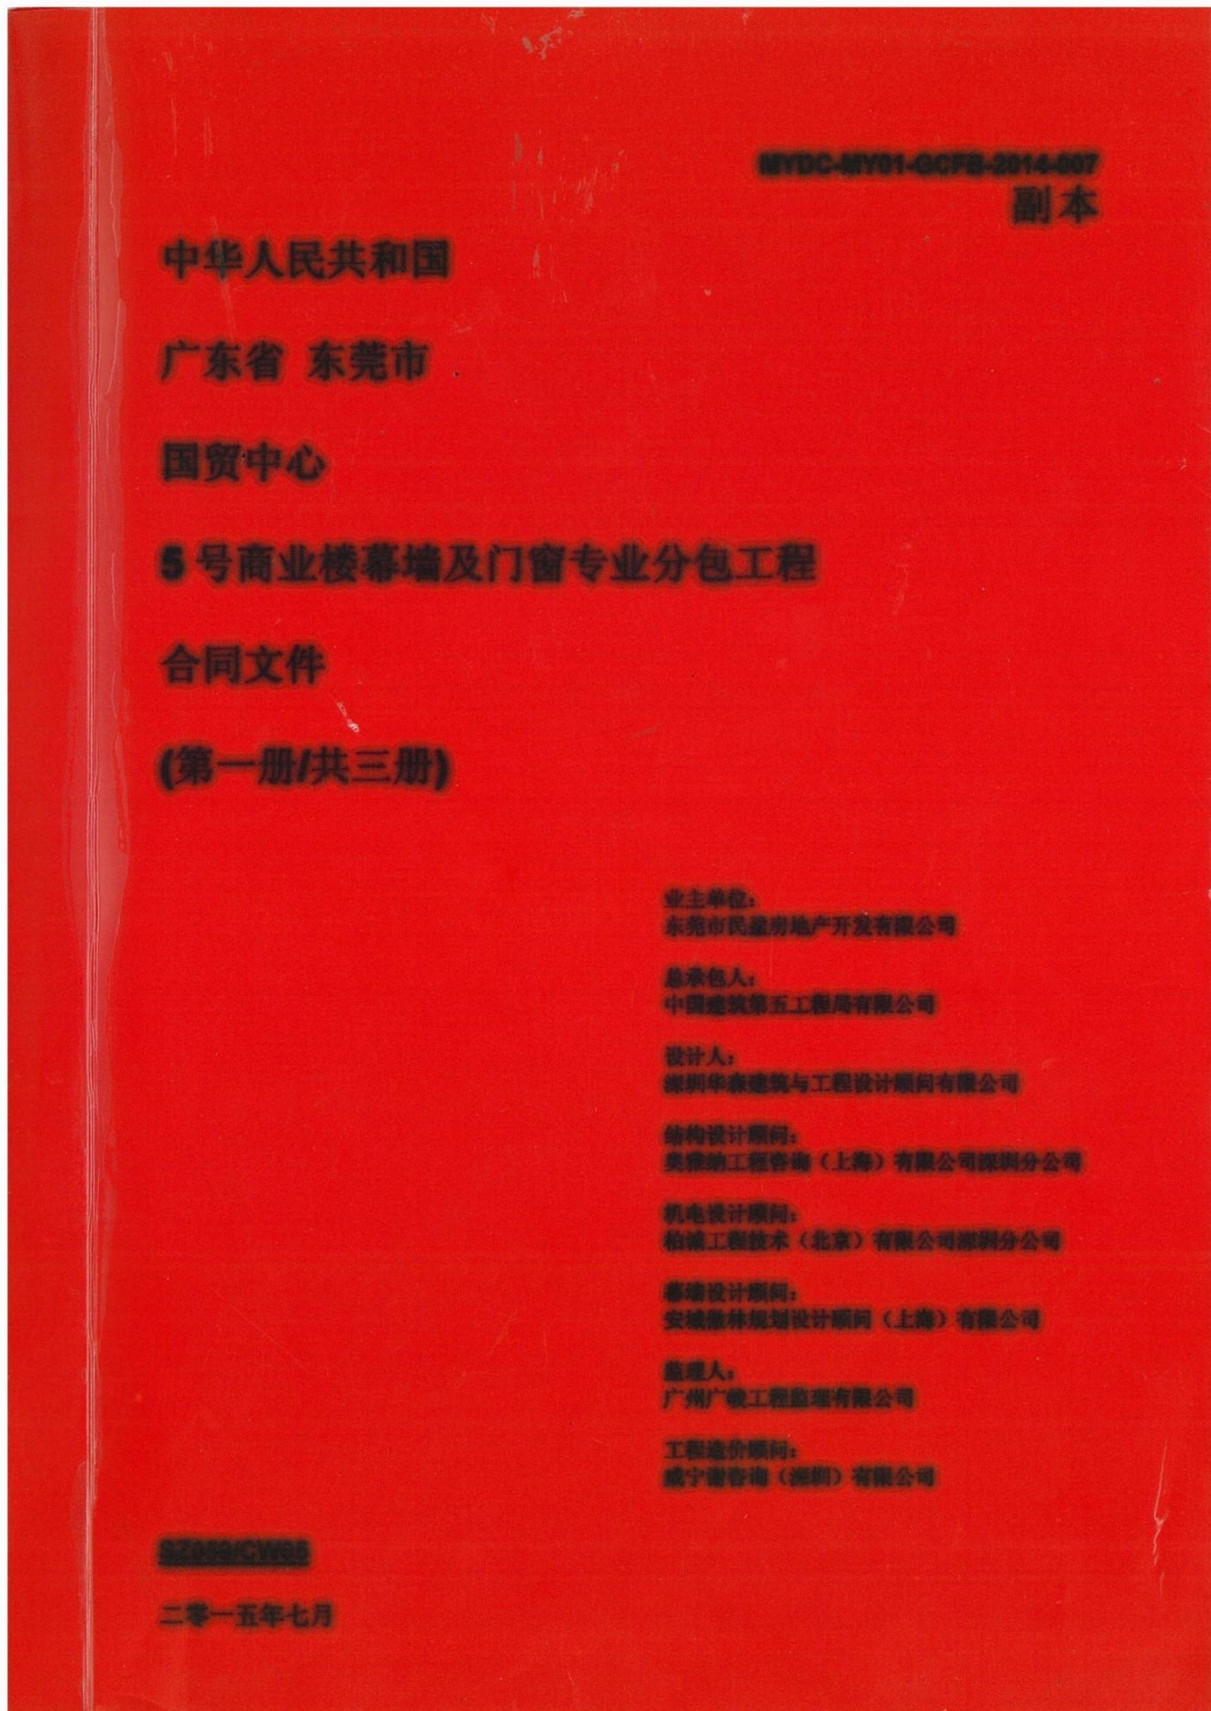 MYDC-MY01-GCFB-2014-007
副本
中华人民共和国
广东省 东莞市
国贸中心
5 号商业楼幕墙及门窗专业分包工程
合同文件
(第一册/共三册)
业主单位：
东莞市民盈房地产开发有限公司
总承包人：
中国建筑第五工程局有限公司
设计人：
深圳华森建筑与工程设计顾问有限公司
结构设计顾问：
奥雅纳工程咨询（上海）有限公司深圳分公司
机电设计顾问：
柏诚工程技术（北京）有限公司深圳分公司
幕墙设计顾问：
安城傲林规划设计顾问（上海）有限公司
监理人：
广州广骏工程监理有限公司
工程造价顾问：
威宁谢咨询（深圳）有限公司
二零一五年七月